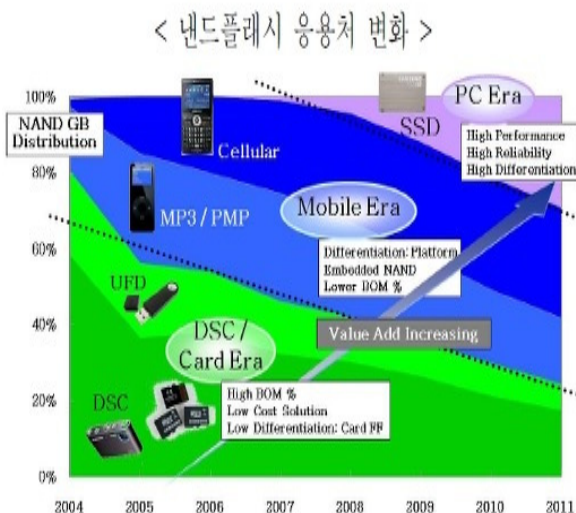 < 낸드플래시 응용처 변화 >
100%
80%
60%
40%
20%
0%
NAND GB
Distribution
Cellular
SSD
PC Era
High Performance
High Reliability
High Differentiation
MP3 / PMP
Mobile Era
Differentiation: Platform
Embedded NAND
Lower BOM %
UFD
DSC /
Card Era
Value Add Increasing
DSC
High BOM %
Low Cost Solution
Low Differentiation: Card FF
2004 2005 2006 2007 2008 2009 2010 2011